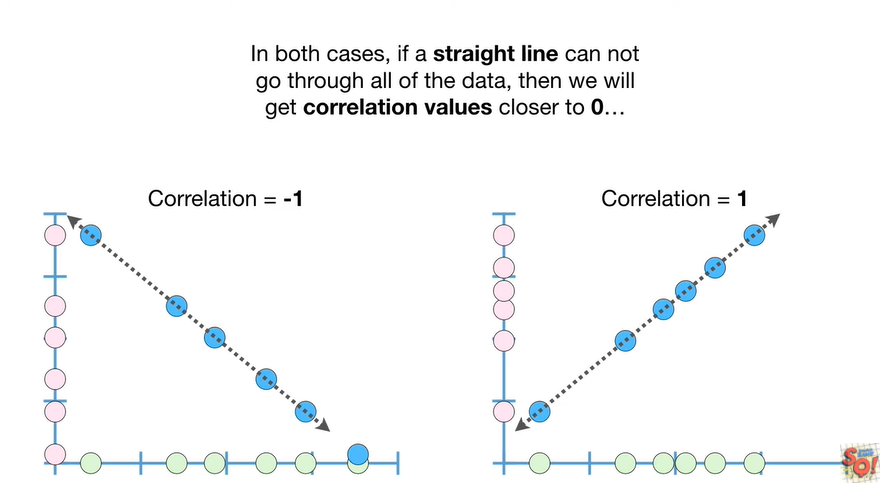 In both cases, if a straight line can not
go through all of the data, then we will
get correlation values closer to 0…
Correlation = -1
Correlation = 1
SQ!